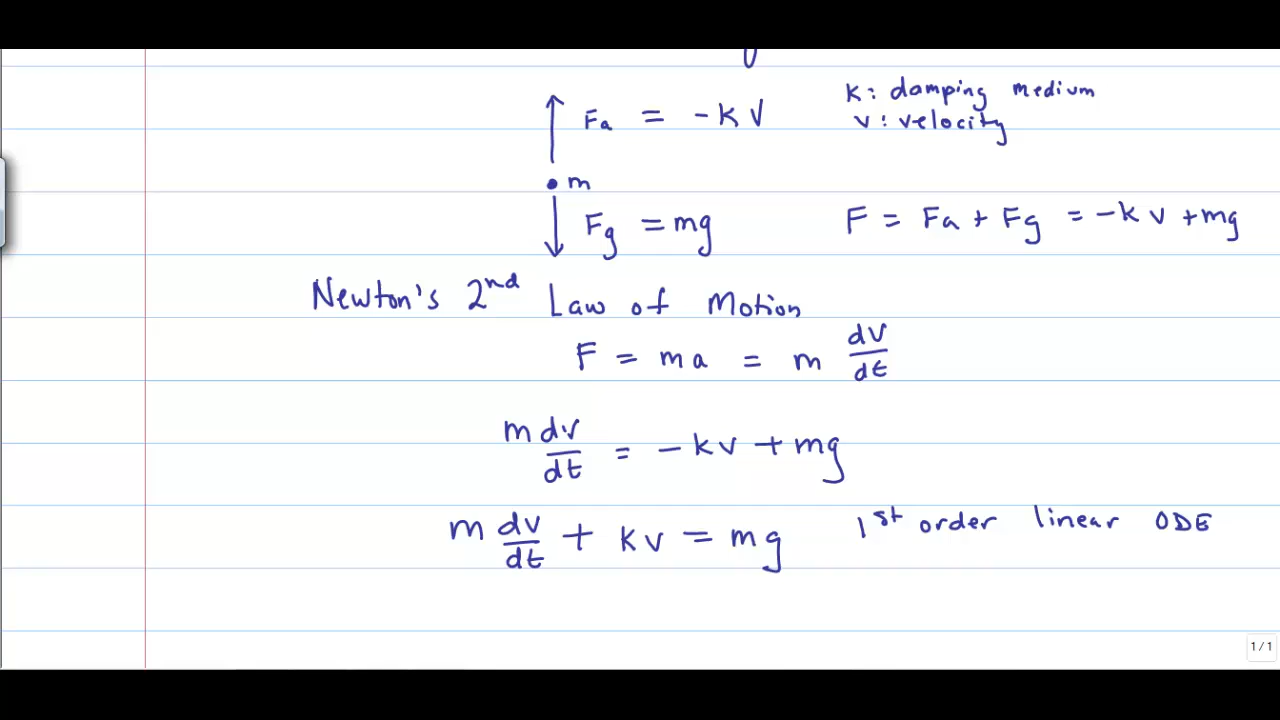 Fa = -kV
k: damping medium
v: velocity
m
Fg = mg
F = Fa + Fg = -kv + mg
Newton's 2nd Law of Motion
F = ma = m dV/dt
m dv/dt = -kv + mg
m dv/dt + kv = mg
1st order linear ODE
1/1